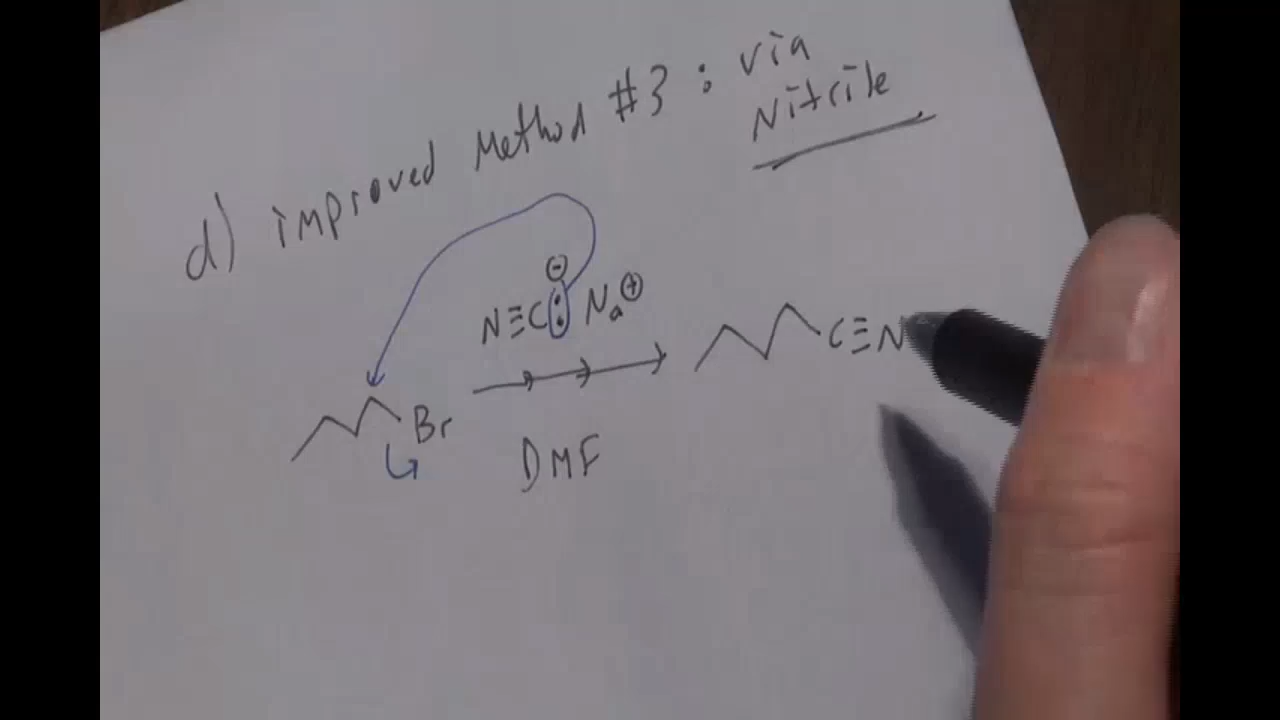 d) improved Method #3 : via
Nitrile
N≡C:⊖ Na⊕
C≡N
Br
DMF